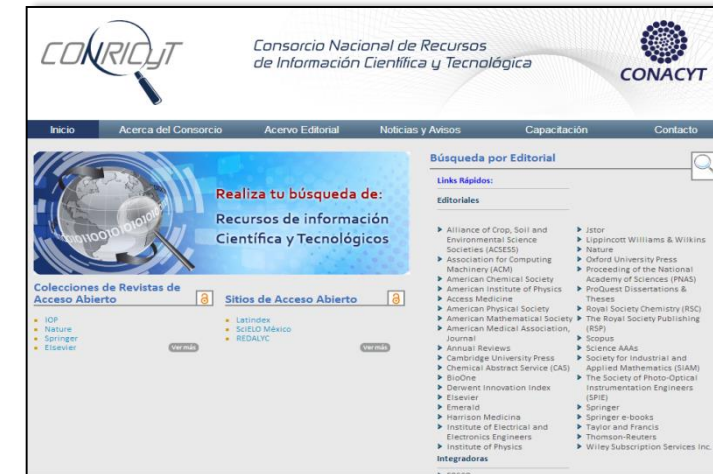 CONRICyT
Consorcio Nacional de Recursos
de Información Científica y Tecnológica
CONACYT
Inicio
Acerca del Consorcio
Acervo Editorial
Noticias y Avisos
Capacitación
Contacto
Realiza tu búsqueda de:
Recursos de información
Científica y Tecnológicos
Colecciones de Revistas de
Acceso Abierto
IOP
Nature
Springer
Elsevier
Ver más
Sitios de Acceso Abierto
Latindex
SciELO México
REDALYC
Ver más
Búsqueda por Editorial
Links Rápidos:
Editoriales
Alliance of Crop, Soil and
Environmental Science
Societies (ACSESS)
Association for Computing
Machinery (ACM)
American Chemical Society
American Institute of Physics
Access Medicine
American Physical Society
American Mathematical Society
American Medical Association,
Journal
Annual Reviews
Cambridge University Press
Chemical Abstract Service (CAS)
BioOne
Derwent Innovation Index
Elsevier
Emerald
Harrison Medicina
Institute of Electrical and
Electronics Engineers
Institute of Physics
Jstor
Lippincott Williams & Wilkins
Nature
Oxford University Press
Proceeding of the National
Academy of Sciences (PNAS)
ProQuest Dissertations &
Theses
Royal Society Chemistry (RSC)
The Royal Society Publishing
(RSP)
Scopus
Science AAAs
Society for Industrial and
Applied Mathematics (SIAM)
The Society of Photo-Optical
Instrumentation Engineers
(SPIE)
Springer
Springer e-books
Taylor and Francis
Thomson-Reuters
Wiley Subscription Services Inc.
Integradoras